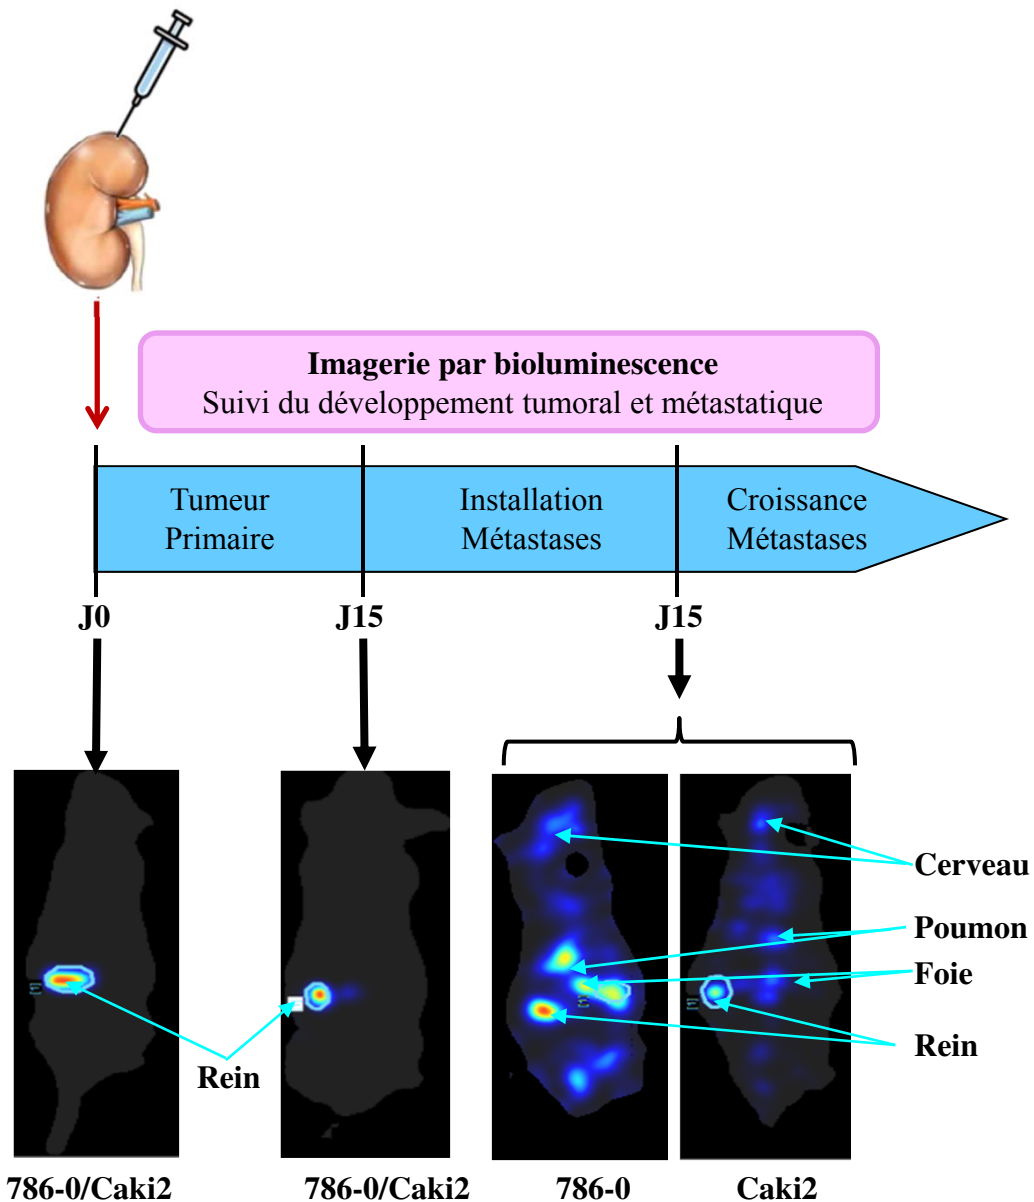 Imagerie par bioluminescence
Suivi du développement tumoral et métastatique
Tumeur
Primaire
Installation
Métastases
Croissance
Métastases
J0
J15
J15
Cerveau
Poumon
Foie
Rein
Rein
786-0/Caki2
786-0/Caki2
786-0
Caki2